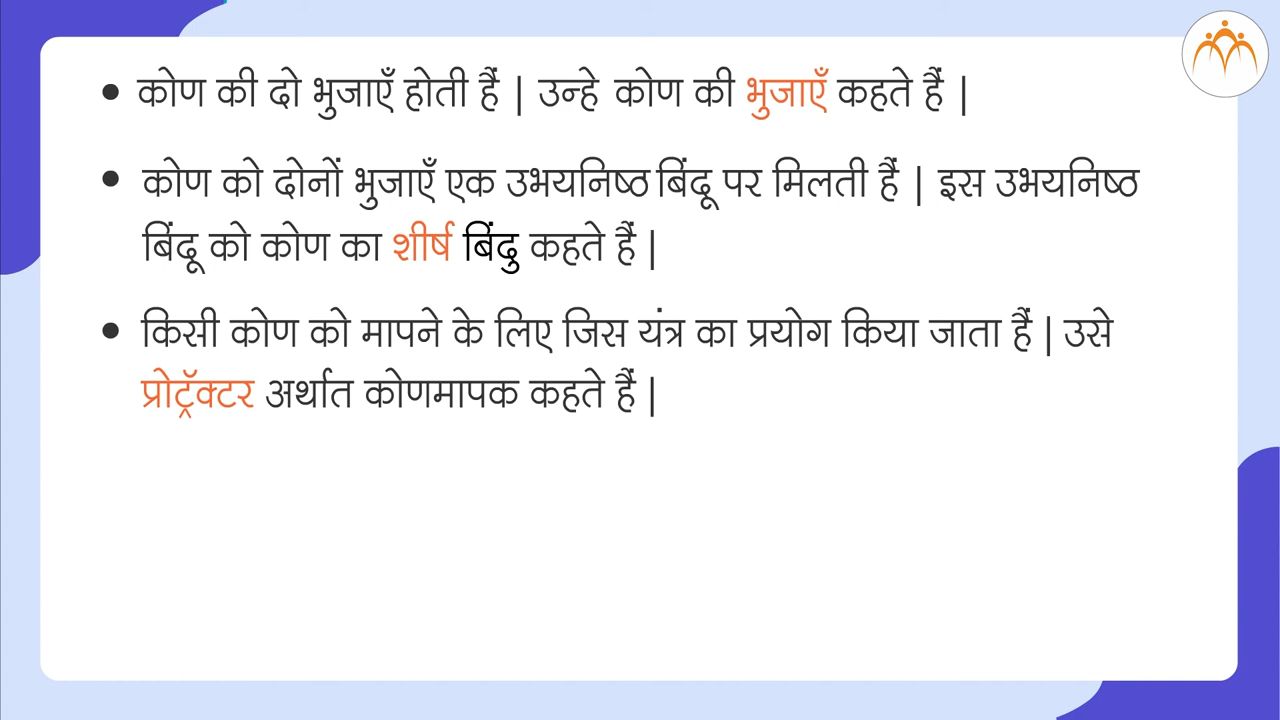 • कोण की दो भुजाएँ होती हैं | उन्हे कोण की भुजाएँ कहते हैं |
• कोण को दोनों भुजाएँ एक उभयनिष्ठ बिंदू पर मिलती हैं | इस उभयनिष्ठ
बिंदू को कोण का शीर्ष बिंदु कहते हैं |
• किसी कोण को मापने के लिए जिस यंत्र का प्रयोग किया जाता हैं | उसे
प्रोट्रॅक्टर अर्थात कोणमापक कहते हैं |